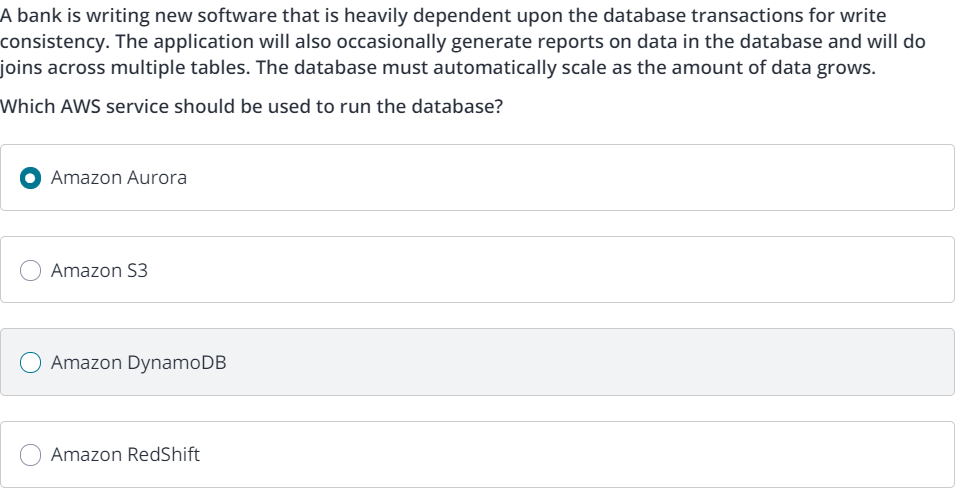 A bank is writing new software that is heavily dependent upon the database transactions for write
consistency. The application will also occasionally generate reports on data in the database and will do
joins across multiple tables. The database must automatically scale as the amount of data grows.
Which AWS service should be used to run the database?
Amazon Aurora
Amazon S3
Amazon DynamoDB
Amazon RedShift